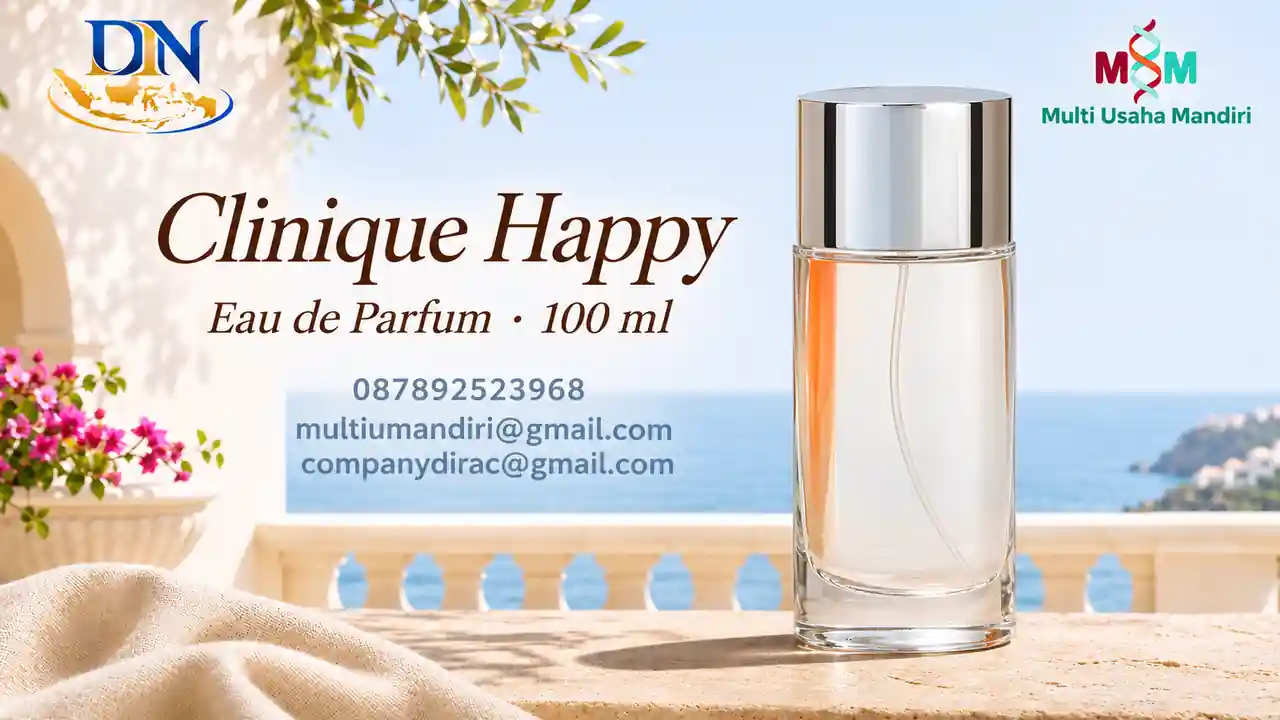 DN
MSM
Multi Usaha Mandiri
Clinique Happy
Eau de Parfum · 100 ml
087892523968
multiumandiri@gmail.com
companydirac@gmail.com